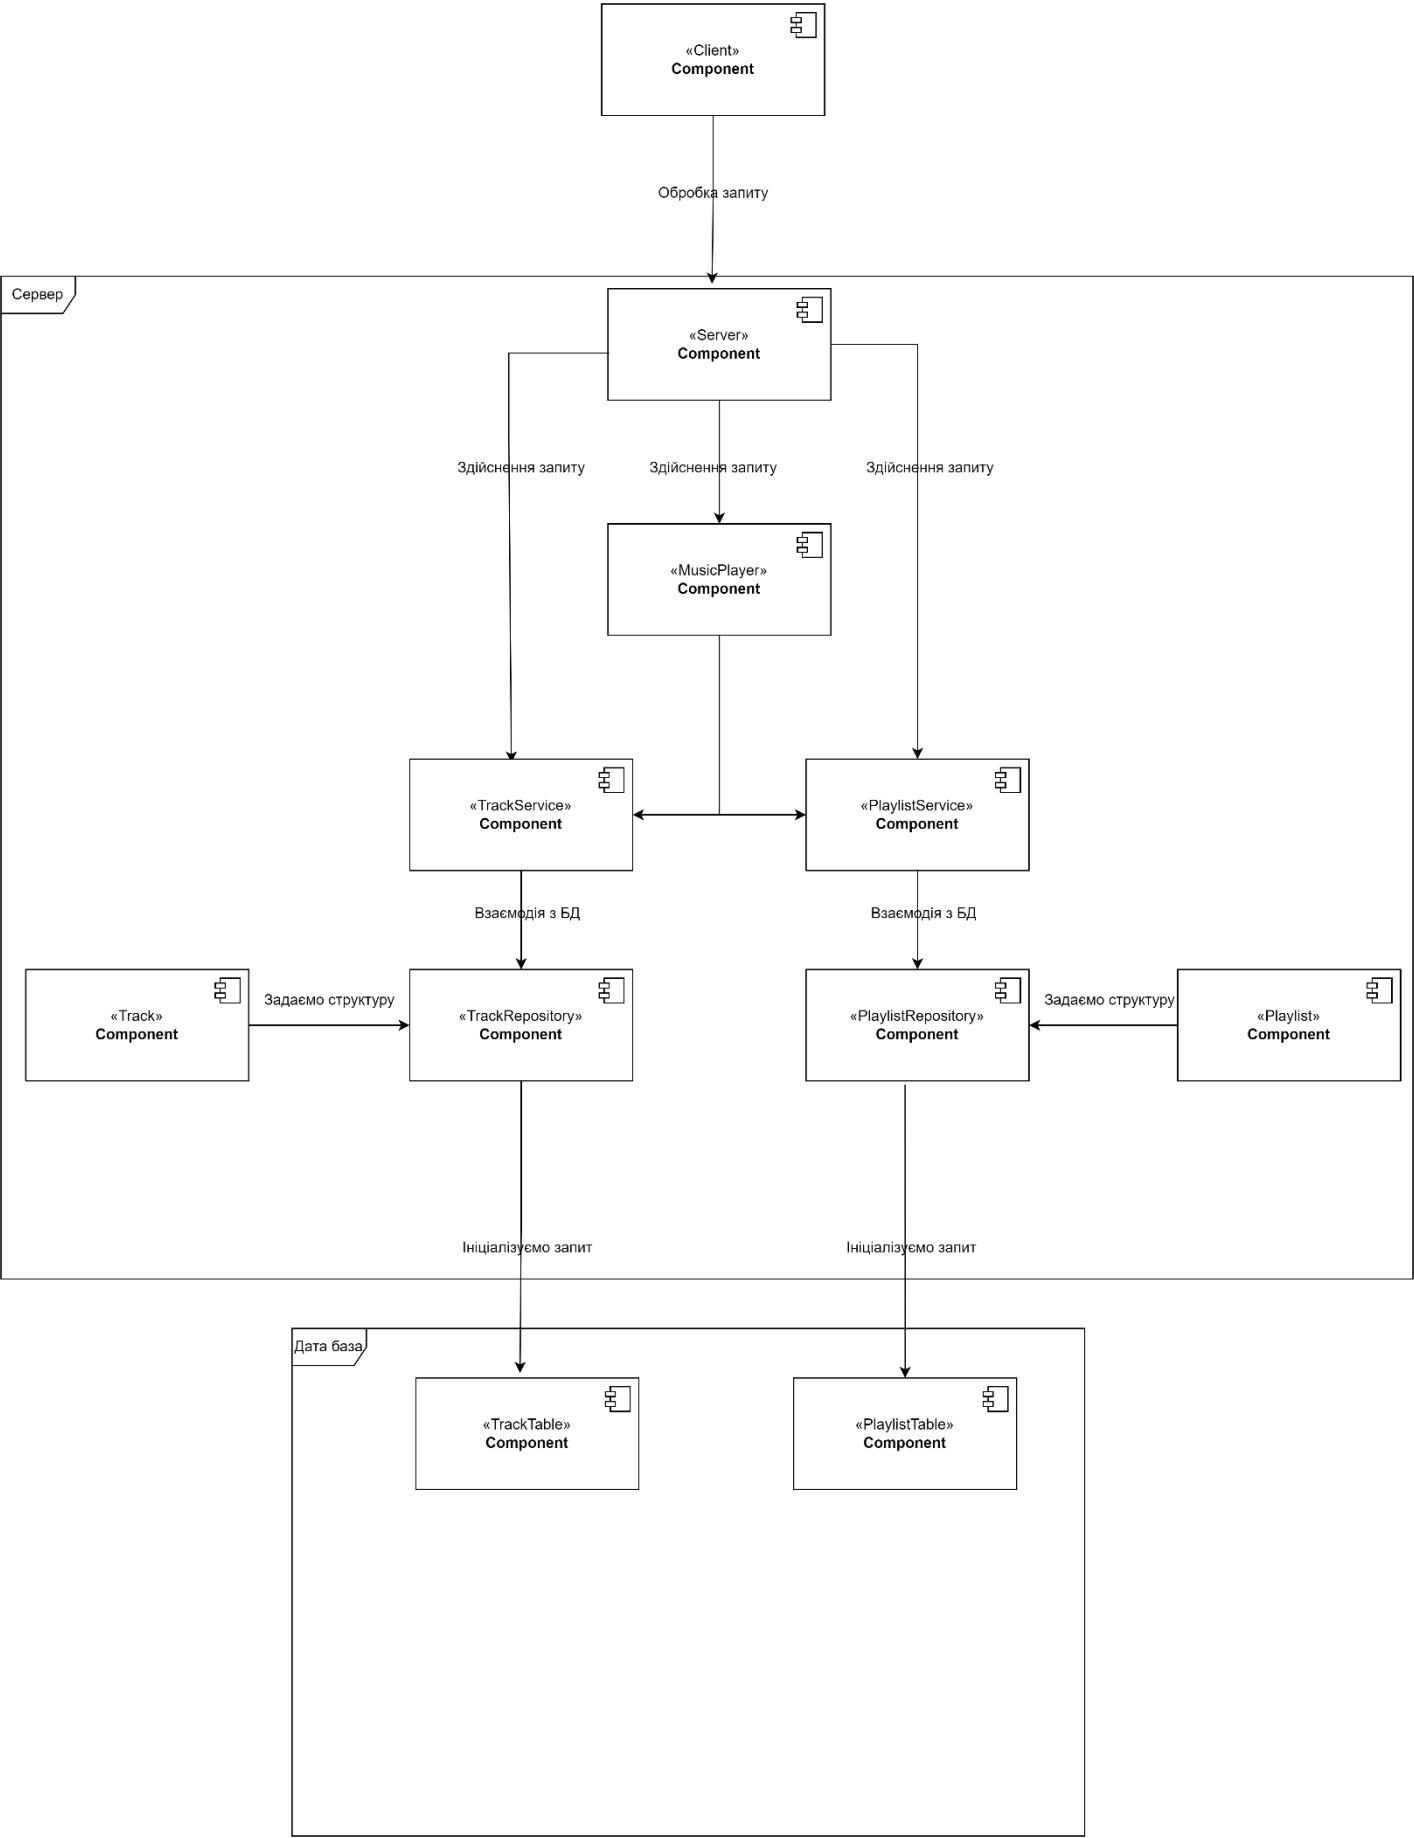 «Client»
Component
Обробка запиту
Сервер
«Server»
Component
Здійснення запиту
Здійснення запиту
Здійснення запиту
«MusicPlayer»
Component
«TrackService»
Component
«PlaylistService»
Component
Взаємодія з БД
Взаємодія з БД
«Track»
Component
Задаємо структуру
«TrackRepository»
Component
«PlaylistRepository»
Component
Задаємо структуру
«Playlist»
Component
Ініціалізуємо запит
Ініціалізуємо запит
Дата база
«TrackTable»
Component
«PlaylistTable»
Component